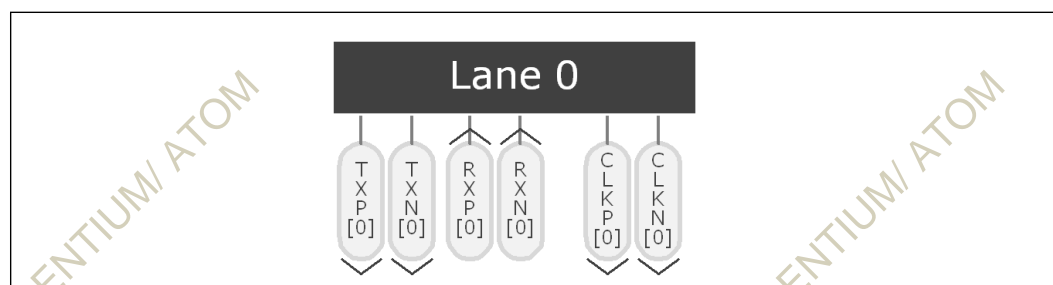 Lane 0
TXP[0]
TXN[0]
RXP[0]
RXN[0]
CLKP[0]
CLKN[0]
ENTIUM/ ATOM
ENTIUM/ ATOM